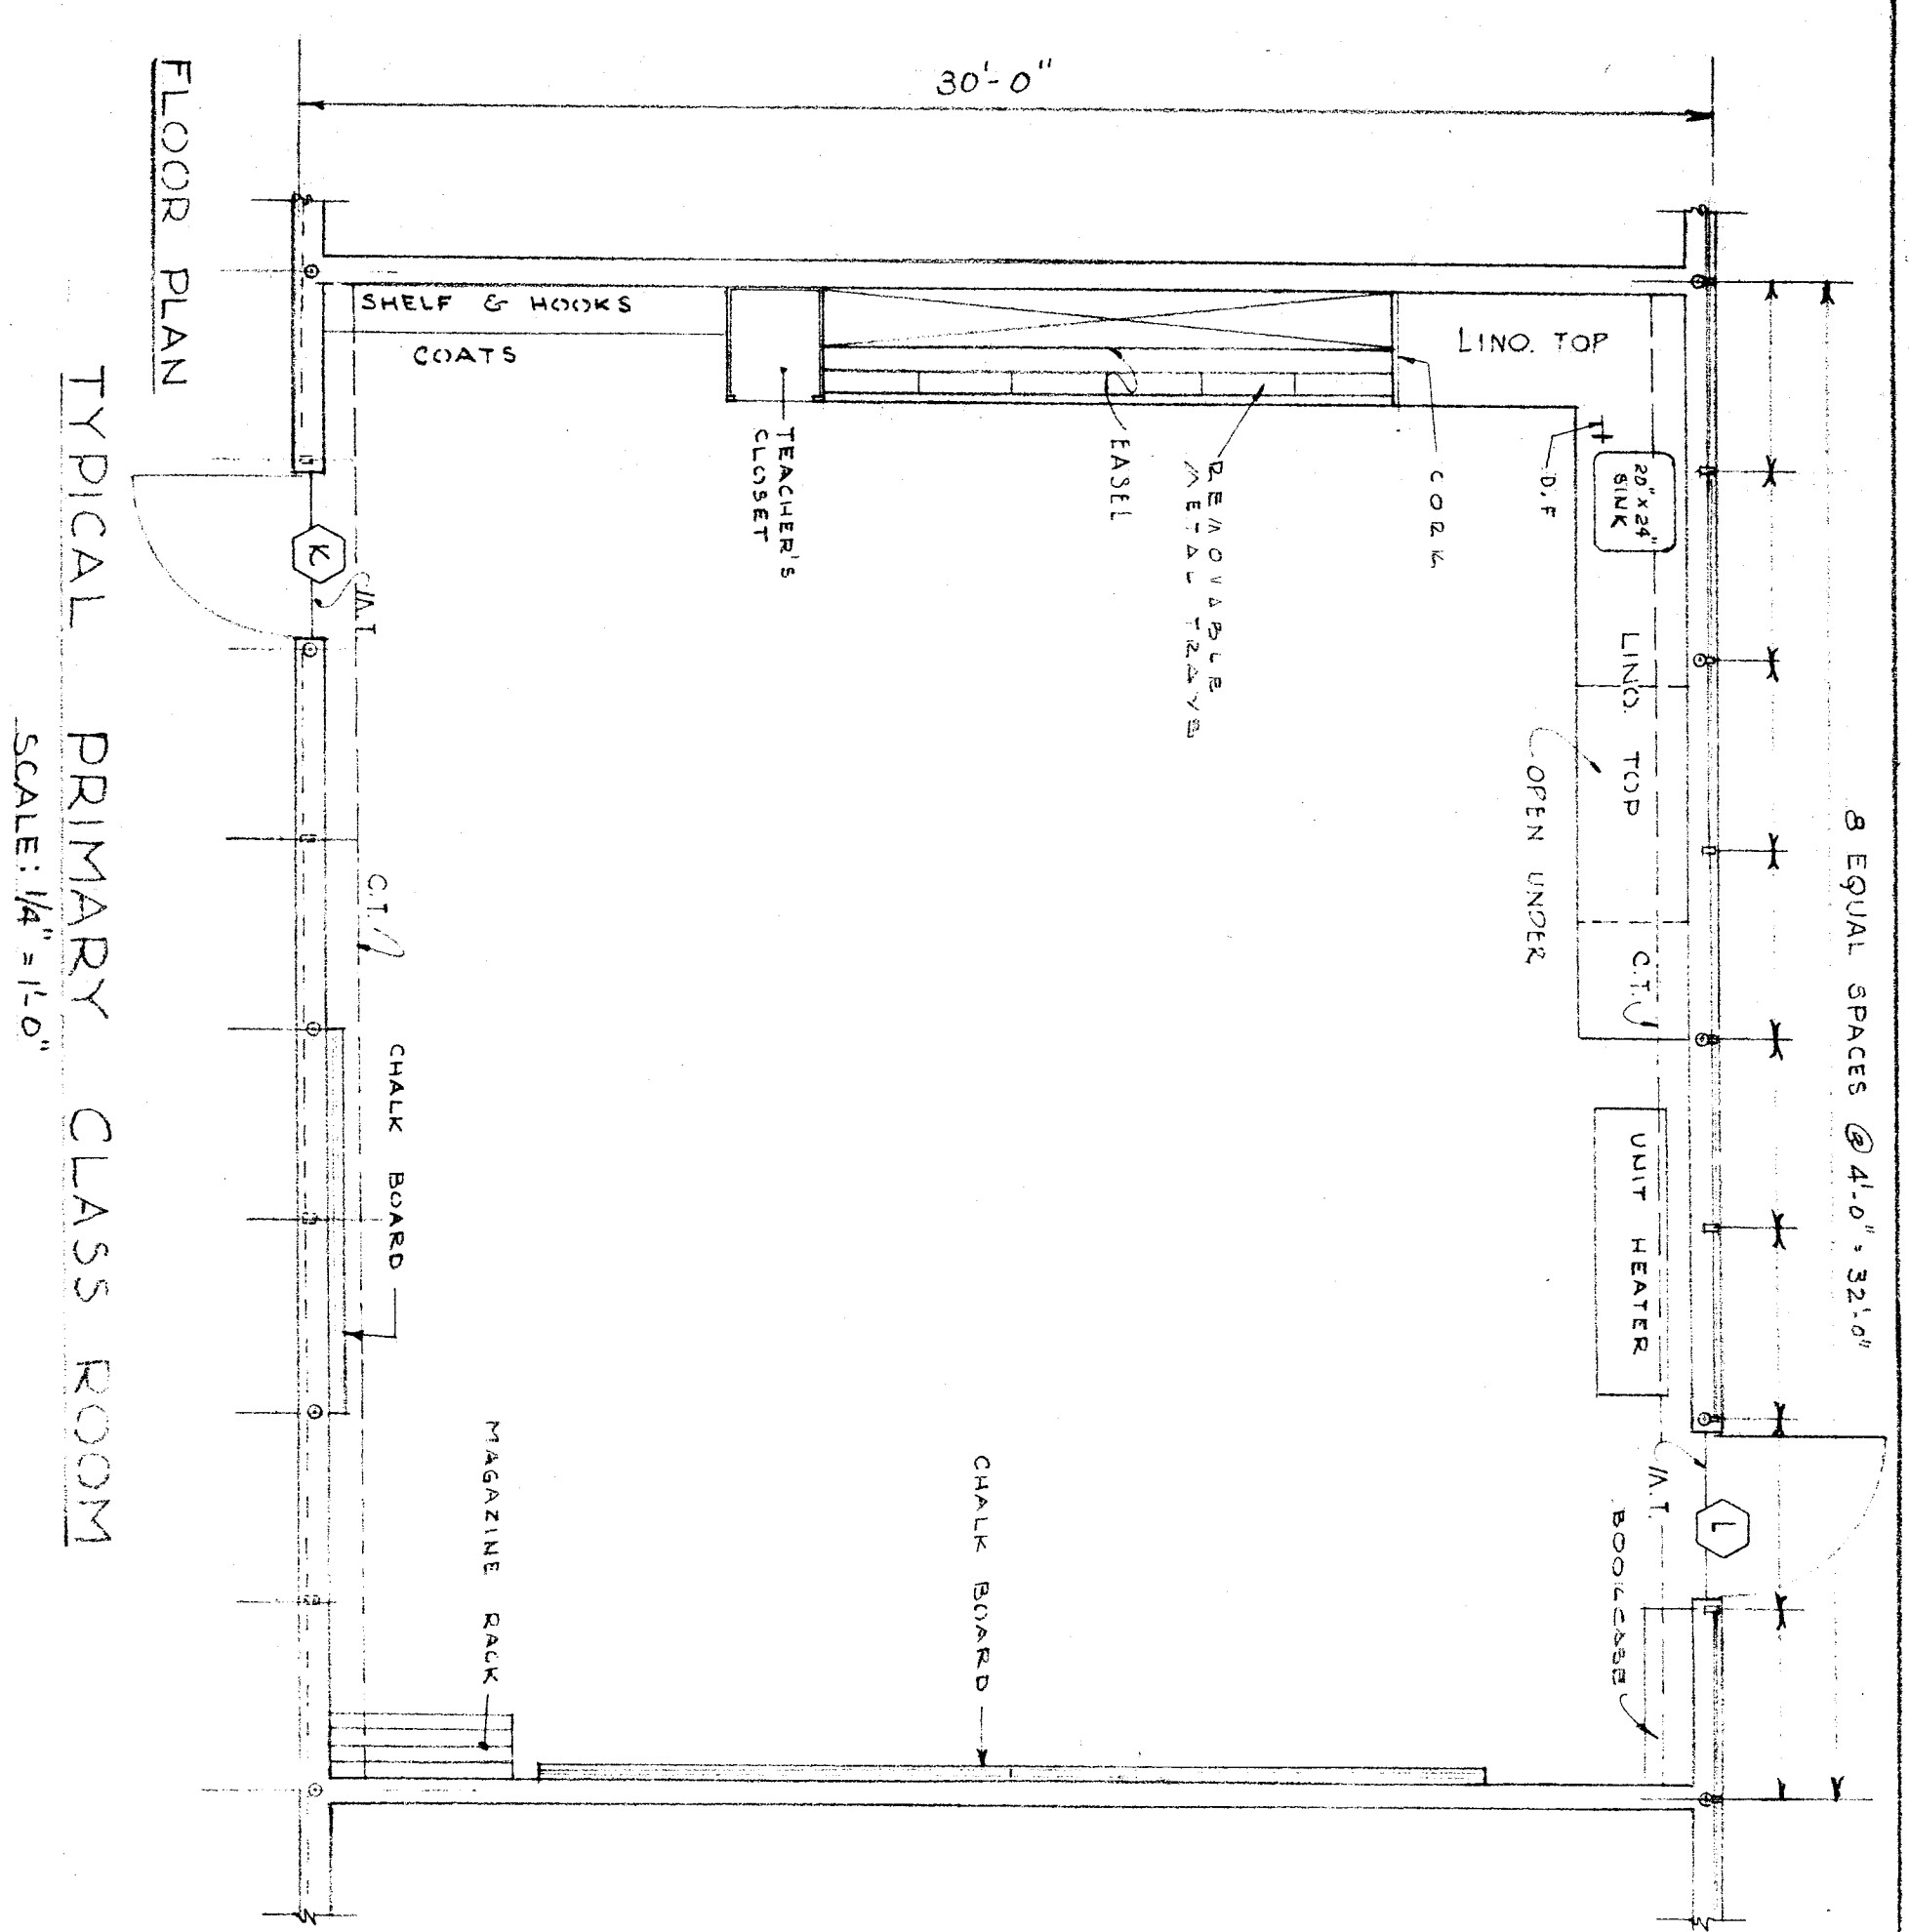 8 EQUAL SPACES @ 4'-0" = 32'-0"
30'-0"
LINO. TOP
20" x 24"
SINK
LINO. TOP
C.T.
UNIT HEATER
M.T.
L
BOOKCASE
D.F
OPEN UNDER
CORK
REMOVABLE
METAL TRAYS
EASEL
TEACHER'S
CLOSET
CHALK BOARD
SHELF & HOOKS
COATS
K
M.T
C.T.
CHALK BOARD
MAGAZINE RACK
FLOOR PLAN
TYPICAL PRIMARY CLASS ROOM
SCALE: 1/4" = 1'-0"